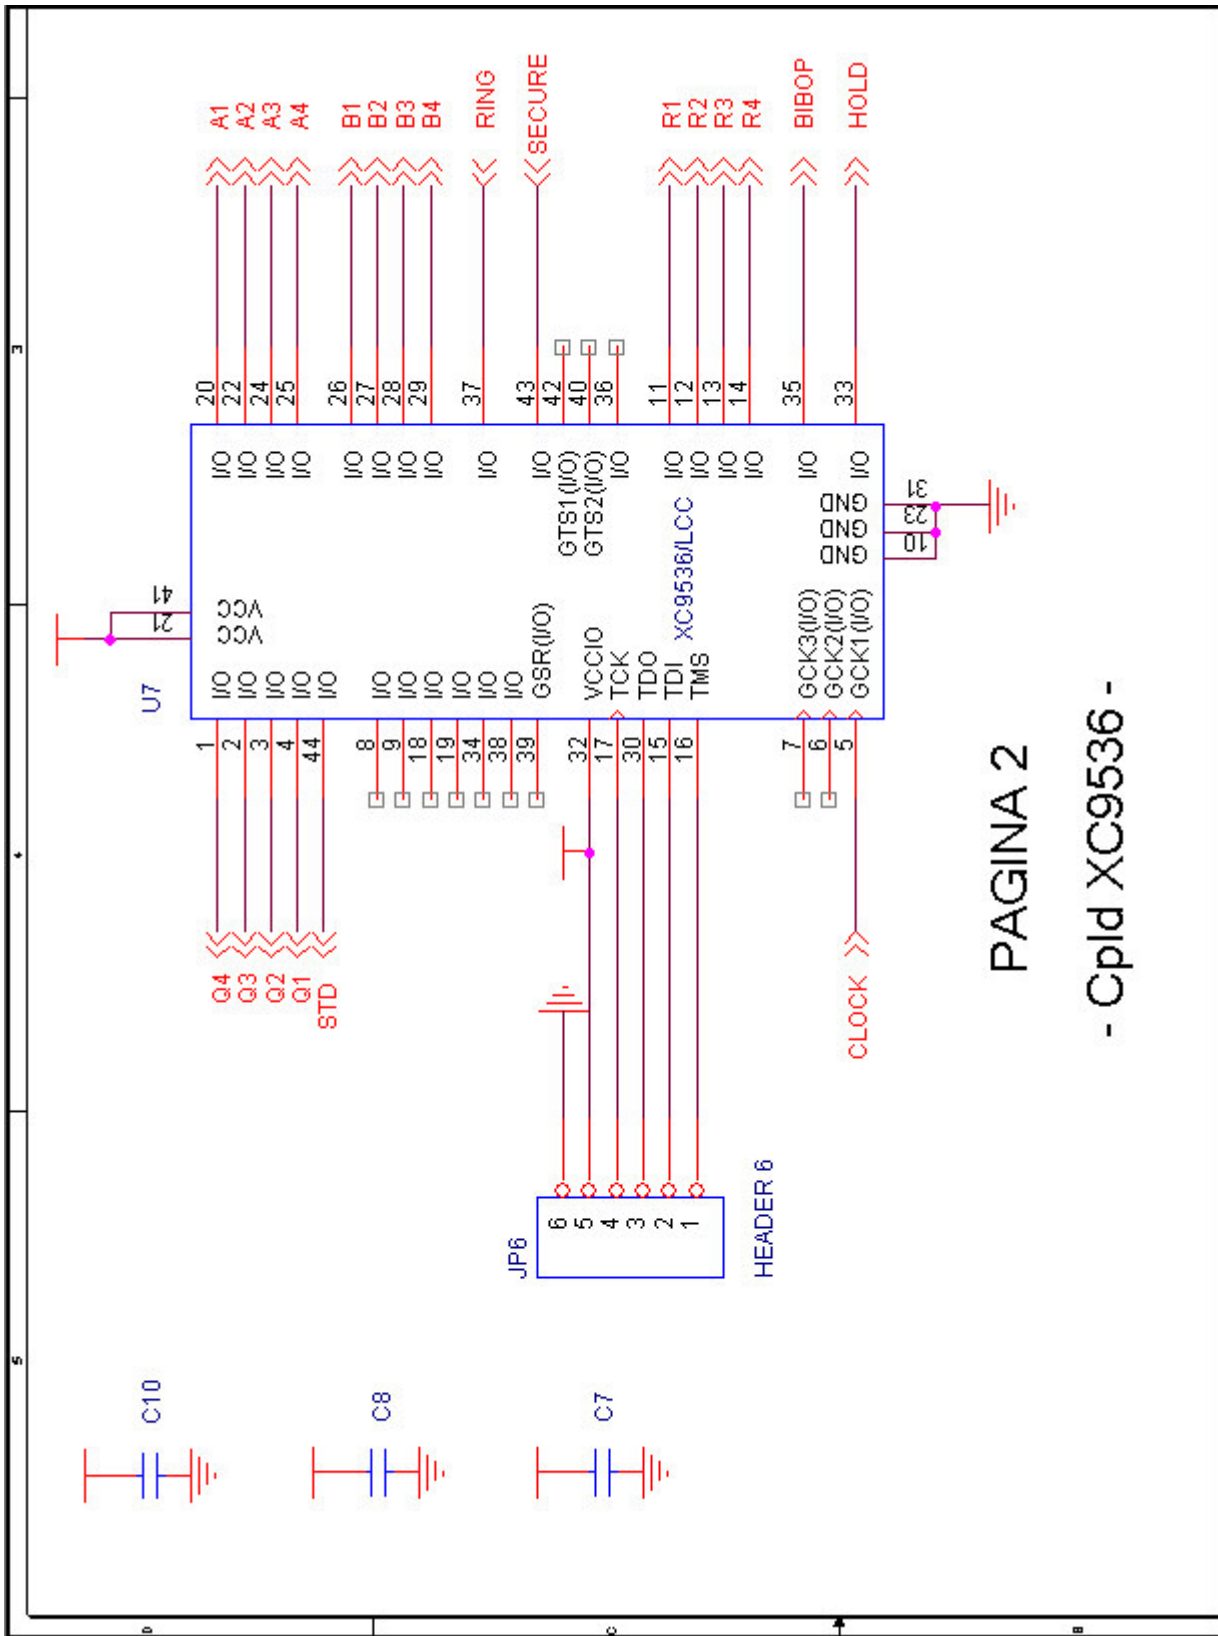 C10
C8
C7
JP6
6
5
4
3
2
1
HEADER 6
Q4
Q3
Q2
Q1
STD
CLOCK
U7
1
2
3
4
44
8
9
18
19
34
38
39
32
17
30
15
16
7
6
5
I/O
I/O
I/O
I/O
I/O
I/O
I/O
I/O
I/O
I/O
I/O
GSR(I/O)
VCCIO
TCK
TDO
TDI
TMS
GCK3(I/O)
GCK2(I/O)
GCK1(I/O)
21
41
VCC
VCC
XC9536/LCC
GND
GND
GND
10
23
31
I/O
I/O
I/O
I/O
I/O
I/O
I/O
I/O
I/O
I/O
GTS1(I/O)
GTS2(I/O)
I/O
I/O
I/O
I/O
I/O
I/O
I/O
20
22
24
25
26
27
28
29
37
43
42
40
36
11
12
13
14
35
33
A1
A2
A3
A4
B1
B2
B3
B4
RING
SECURE
R1
R2
R3
R4
BIBOP
HOLD
PAGINA 2
- Cpld XC9536 -
5
4
3
D
C
B